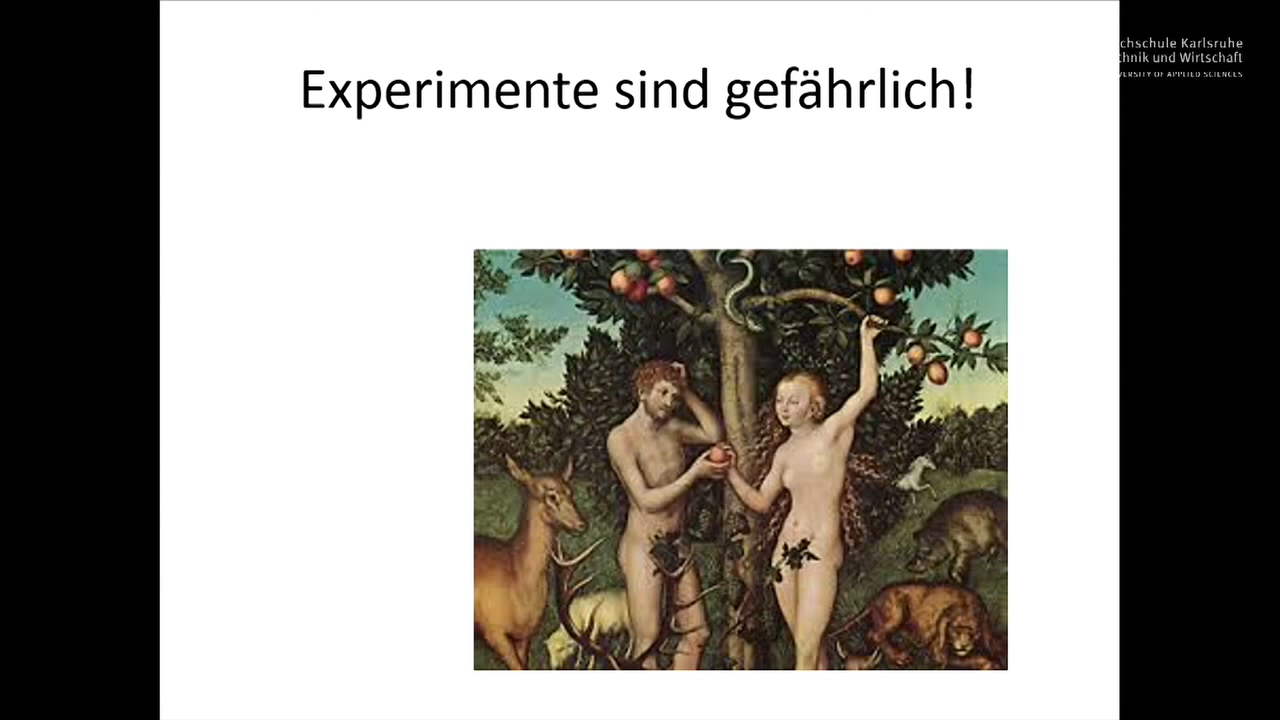 Experimente sind gefährlich!
chschule Karlsruhe
chnik und Wirtschaft
VERSITY OF APPLIED SCIENCES